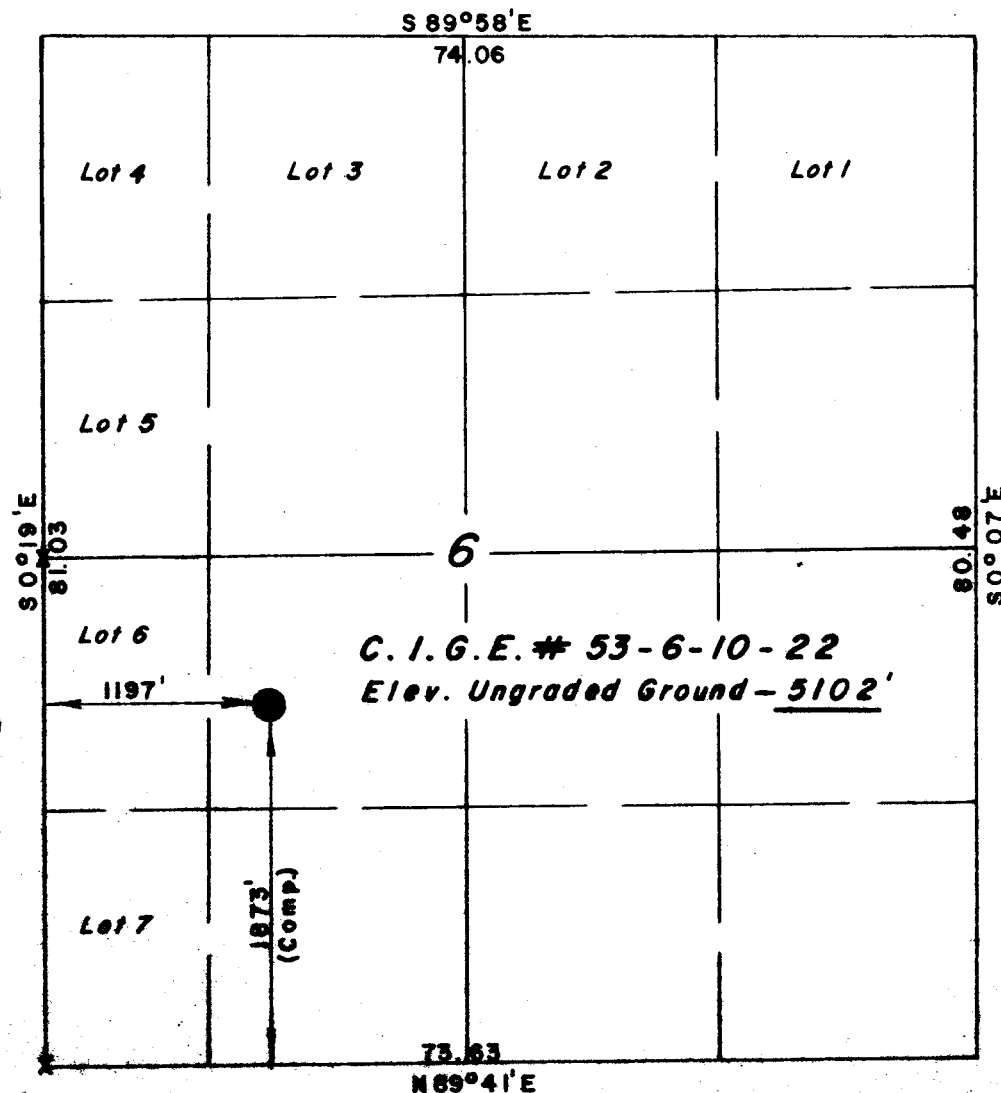 S 89°58'E
74.06
Lot 4 Lot 3 Lot 2 Lot 1
Lot 5
S 0°19'E
81.03
6
80.48
S 0°07'E
Lot 6
C. I. G. E. # 53-6-10-22
1197'
Elev. Ungraded Ground - 5102'
Lot 7
1873'
(Comp.)
73.63
N 89°41'E